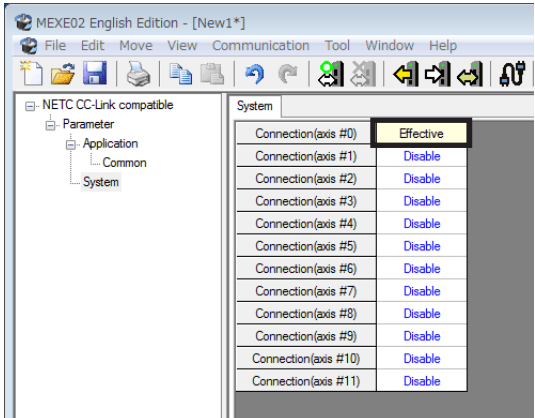 MEXE02 English Edition - [New1*]
File Edit Move View Communication Tool Window Help
NETC CC-Link compatible
Parameter
Application
Common
System
System
Connection(axis #0) Effective
Connection(axis #1) Disable
Connection(axis #2) Disable
Connection(axis #3) Disable
Connection(axis #4) Disable
Connection(axis #5) Disable
Connection(axis #6) Disable
Connection(axis #7) Disable
Connection(axis #8) Disable
Connection(axis #9) Disable
Connection(axis #10) Disable
Connection(axis #11) Disable